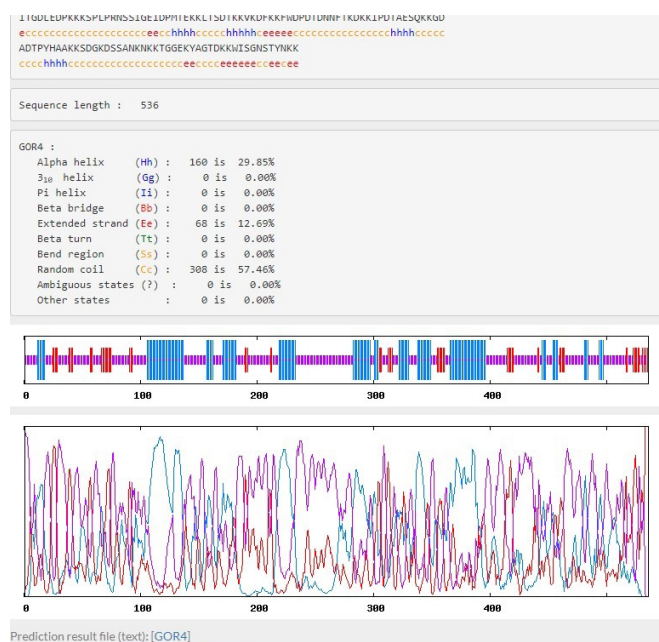 ITGDLEDPKKKSPLPRNSSIGEIDPMTEKKLTSDTKKVKDFKKFWDPDTDNNFTKDKKIPDTAESQKKGD
ecccccccccccccccccccceecchhhhccccchhhhhceeeeecccccccccccccccchhhhccccc
ADTPYHAAKKSDGKDSSANKNKKTGGEKYAGTDKKWISGNSTYNKK
cccchhhhccccccccccccccccccceecccceeeeeecceecee
Sequence length : 536
GOR4 :
Alpha helix (Hh) : 160 is 29.85%
3₁₀ helix (Gg) : 0 is 0.00%
Pi helix (Ii) : 0 is 0.00%
Beta bridge (Bb) : 0 is 0.00%
Extended strand (Ee) : 68 is 12.69%
Beta turn (Tt) : 0 is 0.00%
Bend region (Ss) : 0 is 0.00%
Random coil (Cc) : 308 is 57.46%
Ambiguous states (?) : 0 is 0.00%
Other states : 0 is 0.00%
0 100 200 300 400
0 100 200 300 400
Prediction result file (text): [GOR4]